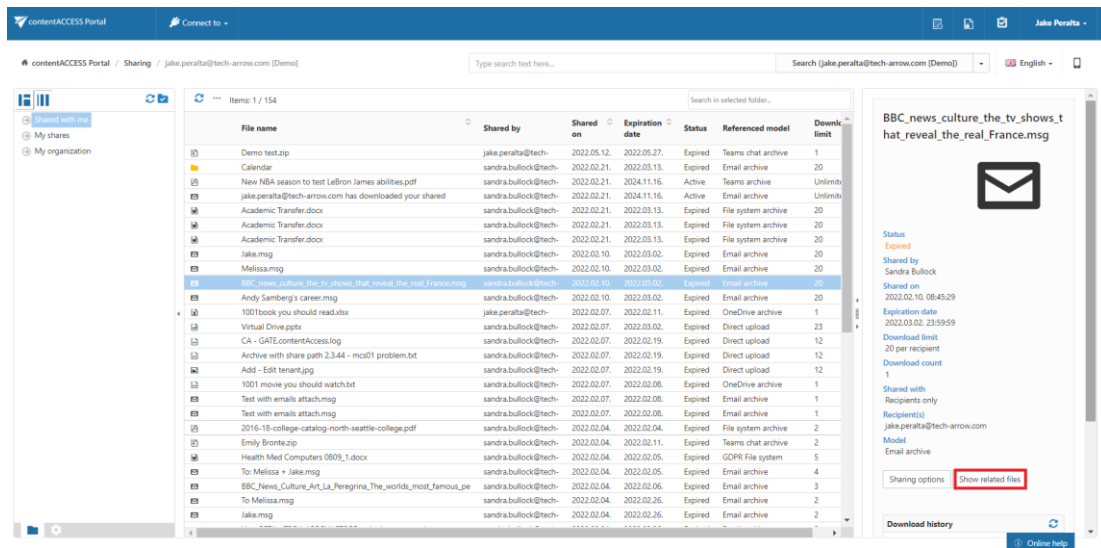 contentACCESS Portal Connect to Jake Peralta
contentACCESS Portal / Sharing / jake.peralta@tech-arrow.com [Demo] Type search text here... Search (jake.peralta@tech-arrow.com [Demo]) English
Shared with me
My shares
My organization
Items: 1 / 154 Search in selected folder...
File name Shared by Shared on Expiration date Status Referenced model Downlo limit
Demo test.zip jake.peralta@tech- 2022.05.12. 2022.05.27. Expired Teams chat archive 1
Calendar sandra.bullock@tech- 2022.02.21. 2022.03.13. Expired Email archive 20
New NBA season to test LeBron James abilities.pdf sandra.bullock@tech- 2022.02.21. 2024.11.16. Active Teams archive Unlimite
jake.peralta@tech-arrow.com has downloaded your shared sandra.bullock@tech- 2022.02.21. 2024.11.16. Active Email archive Unlimite
Academic Transfer.docx sandra.bullock@tech- 2022.02.21. 2022.03.13. Expired File system archive 20
Academic Transfer.docx sandra.bullock@tech- 2022.02.21. 2022.03.13. Expired File system archive 20
Academic Transfer.docx sandra.bullock@tech- 2022.02.21. 2022.03.13. Expired File system archive 20
Jake.msg sandra.bullock@tech- 2022.02.10. 2022.03.02. Expired Email archive 20
Melissa.msg sandra.bullock@tech- 2022.02.10. 2022.03.02. Expired Email archive 20
BBC_news_culture_the_tv_shows_that_reveal_the_real_France.msg sandra.bullock@tech- 2022.02.10. 2022.03.02. Expired Email archive 20
Andy Samberg's career.msg sandra.bullock@tech- 2022.02.10. 2022.03.02. Expired Email archive 20
1001book you should read.xlsx jake.peralta@tech- 2022.02.07. 2022.02.11. Expired OneDrive archive 1
Virtual Drive.pptx sandra.bullock@tech- 2022.02.07. 2022.03.02. Expired Direct upload 23
CA - GATE.contentAccess.log sandra.bullock@tech- 2022.02.07. 2022.02.19. Expired Direct upload 12
Archive with share path 2.3.44 - mcs01 problem.txt sandra.bullock@tech- 2022.02.07. 2022.02.19. Expired Direct upload 12
Add - Edit tenant.jpg sandra.bullock@tech- 2022.02.07. 2022.02.19. Expired Direct upload 12
1001 movie you should watch.txt sandra.bullock@tech- 2022.02.07. 2022.02.08. Expired OneDrive archive 1
Test with emails attach.msg sandra.bullock@tech- 2022.02.07. 2022.02.08. Expired Email archive 1
Test with emails attach.msg sandra.bullock@tech- 2022.02.07. 2022.02.08. Expired Email archive 1
2016-18-college-catalog-north-seattle-college.pdf sandra.bullock@tech- 2022.02.04. 2022.02.04. Expired File system archive 2
Emily Bronte.zip sandra.bullock@tech- 2022.02.04. 2022.02.11. Expired Teams chat archive 2
Health Med Computers 0809_1.docx sandra.bullock@tech- 2022.02.04. 2022.02.05. Expired GDPR File system 5
To: Melissa + Jake.msg sandra.bullock@tech- 2022.02.04. 2022.02.05. Expired Email archive 4
BBC_News_Culture_Art_La_Peregrina_The_worlds_most_famous_pe sandra.bullock@tech- 2022.02.04. 2022.02.06. Expired Email archive 3
To Melissa.msg sandra.bullock@tech- 2022.02.04. 2022.02.26. Expired Email archive 2
Jake.msg sandra.bullock@tech- 2022.02.04. 2022.02.26. Expired Email archive 2
BBC_news_culture_the_tv_shows_t
hat_reveal_the_real_France.msg
Status
Expired
Shared by
Sandra Bullock
Shared on
2022.02.10. 08:45:29
Expiration date
2022.03.02. 23:59:59
Download limit
20 per recipient
Download count
1
Shared with
Recipients only
Recipient(s)
jake.peralta@tech-arrow.com
Model
Email archive
Sharing options Show related files
Download history
Online help